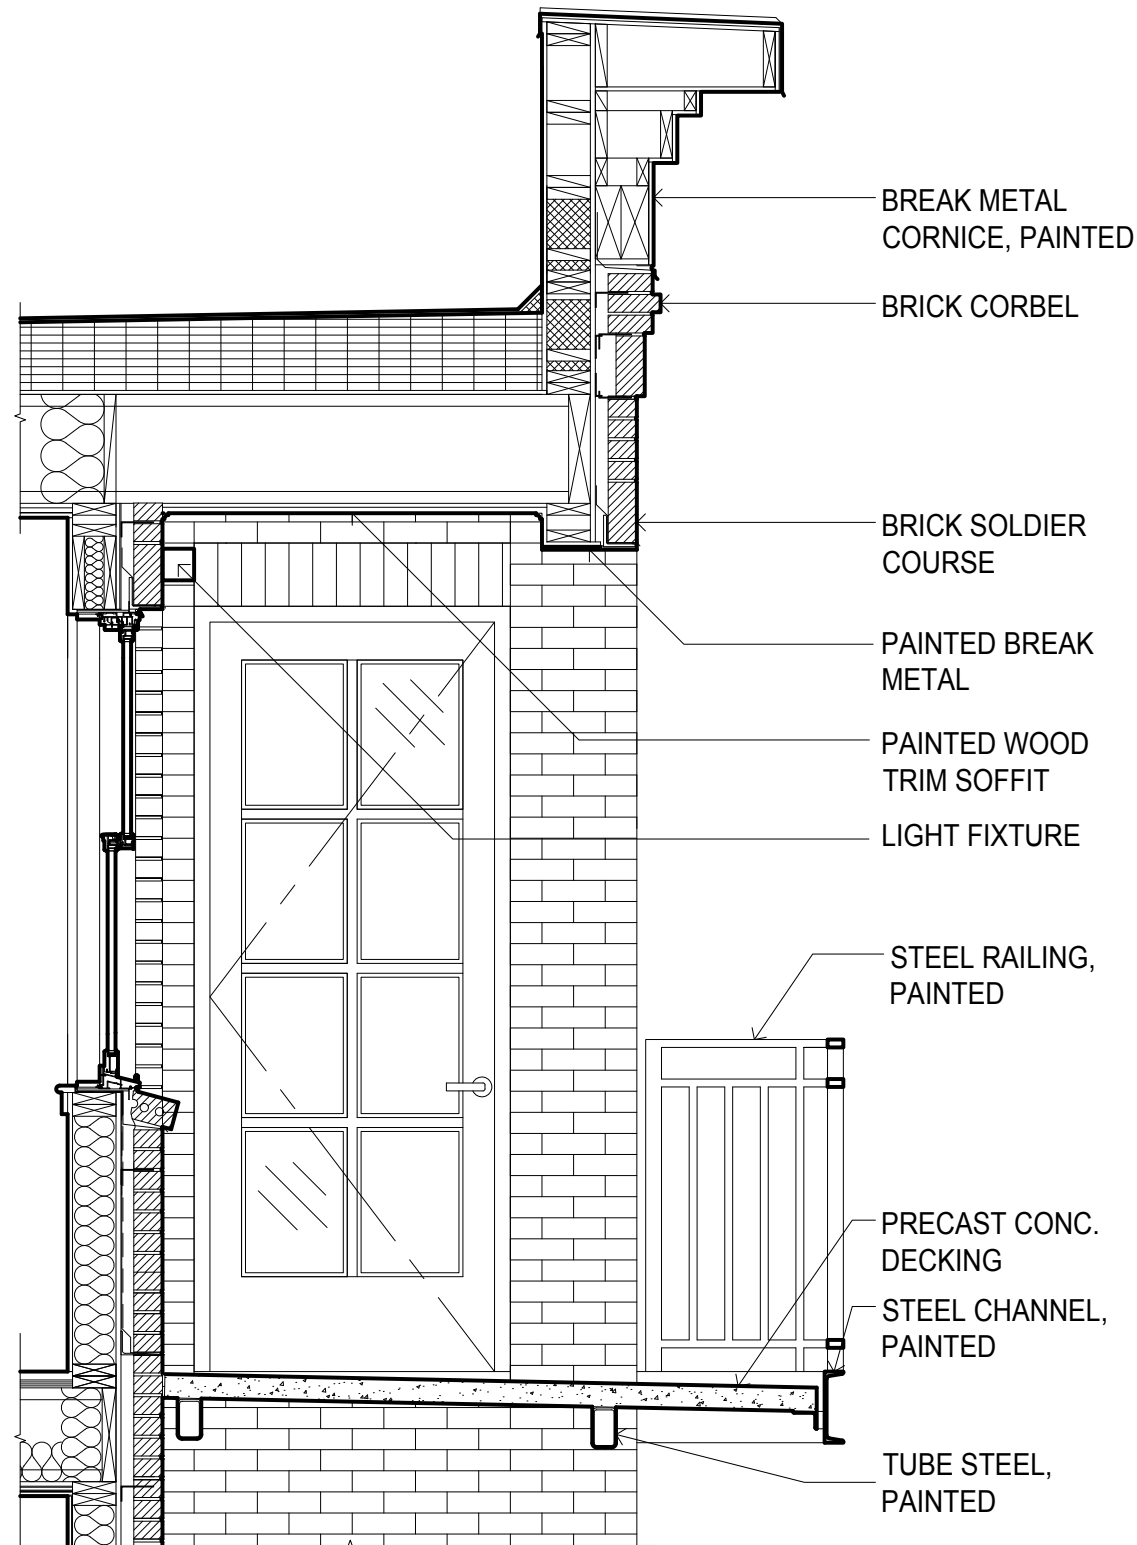 BREAK METAL
CORNICE, PAINTED
BRICK CORBEL
BRICK SOLDIER
COURSE
PAINTED BREAK
METAL
PAINTED WOOD
TRIM SOFFIT
LIGHT FIXTURE
STEEL RAILING,
PAINTED
PRECAST CONC.
DECKING
STEEL CHANNEL,
PAINTED
TUBE STEEL,
PAINTED